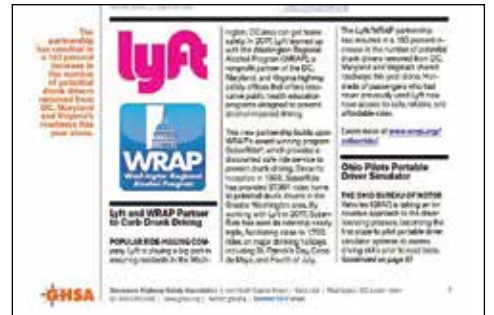 The
partnership
has resulted in
a 103 percent
increase in
the number
of potential
drunk drivers
removed from
DC, Maryland
and Virginia's
roadways this
year alone.
lyft
WRAP
Washington Regional
Alcohol Program
Lyft and WRAP Partner
to Curb Drunk Driving
POPULAR RIDE-HAILING COM-
pany Lyft is playing a big part in
ensuring residents in the Wash-
ington, DC area can get home
safely. In 2017, Lyft teamed up
with the Washington Regional
Alcohol Program (WRAP), a
nonprofit partner of the DC,
Maryland, and Virginia highway
safety offices that offers inno-
vative public health education
programs designed to prevent
alcohol-impaired driving.
This new partnership builds upon
WRAP's award winning program
SoberRide®, which provides a
discounted safe ride service to
prevent drunk driving. Since its
inception in 1993, SoberRide
has provided rides home
to potential drunk drivers in the
Greater Washington area. By
working with Lyft in 2017, Sober-
Ride has seen its ridership nearly
triple, facilitating close to
rides on major drinking holidays
including St. Patrick's Day, Cinco
de Mayo, and Fourth of July.
The Lyft/WRAP partnership
has resulted in a 103 percent in-
crease in the number of potential
drunk drivers removed from DC,
Maryland and Virginia's shared
roadways this year alone. Hun-
dreds of passengers who had
never previously used Lyft now
have access to safe, reliable, and
affordable rides.
Learn more at www.wrap.org/
soberride/.
Ohio Pilots Portable
Driver Simulator
THE OHIO BUREAU OF MOTOR
Vehicles (BMV) is taking an in-
novative approach to the driver
licensing process, becoming the
first state to pilot portable driver
simulator systems to assess
driving skills prior to road tests.
Continued on page
GHSA
Governors Highway Safety Association